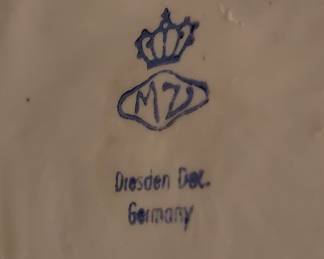 MZ
Dresden Dec.
Germany